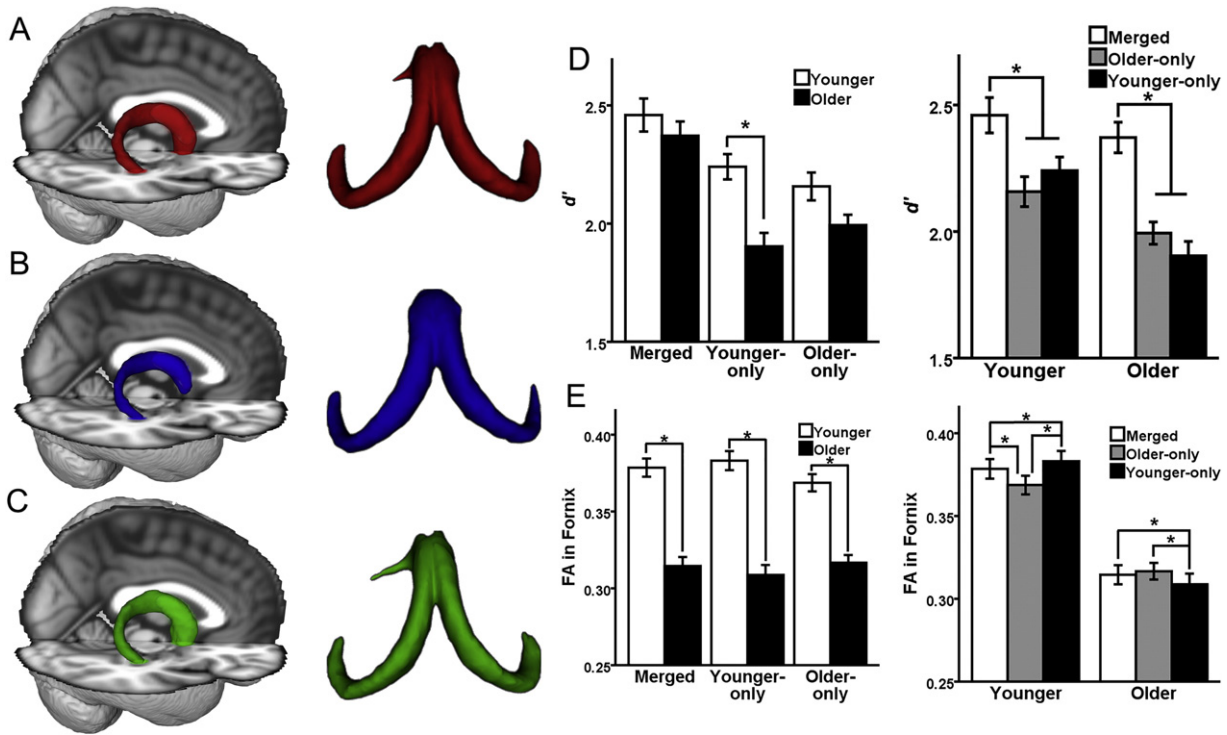 A
B
C
D
Younger
Older
d'
2.5
2.0
1.5
*
Merged
Younger-only
Older-only
Merged
Older-only
Younger-only
d'
2.5
2.0
1.5
*
*
Younger
Older
E
Younger
Older
FA in Fornix
0.40
0.35
0.30
0.25
*
*
*
Merged
Younger-only
Older-only
Merged
Older-only
Younger-only
FA in Fornix
0.40
0.35
0.30
0.25
*
*
*
*
*
Younger
Older